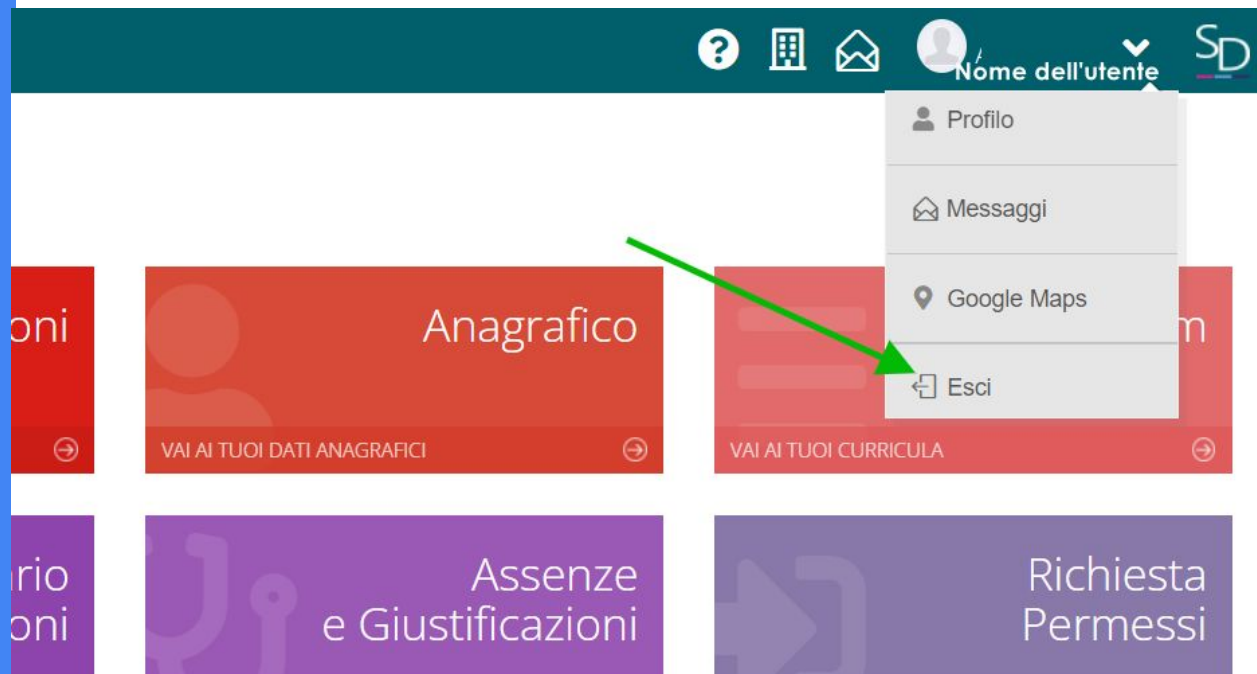 SD
Nome dell'utente
Profilo
Messaggi
Google Maps
Esci
oni
Anagrafico
m
VAI AI TUOI DATI ANAGRAFICI
VAI AI TUOI CURRICULA
rio
oni
Assenze
e Giustificazioni
Richiesta
Permessi